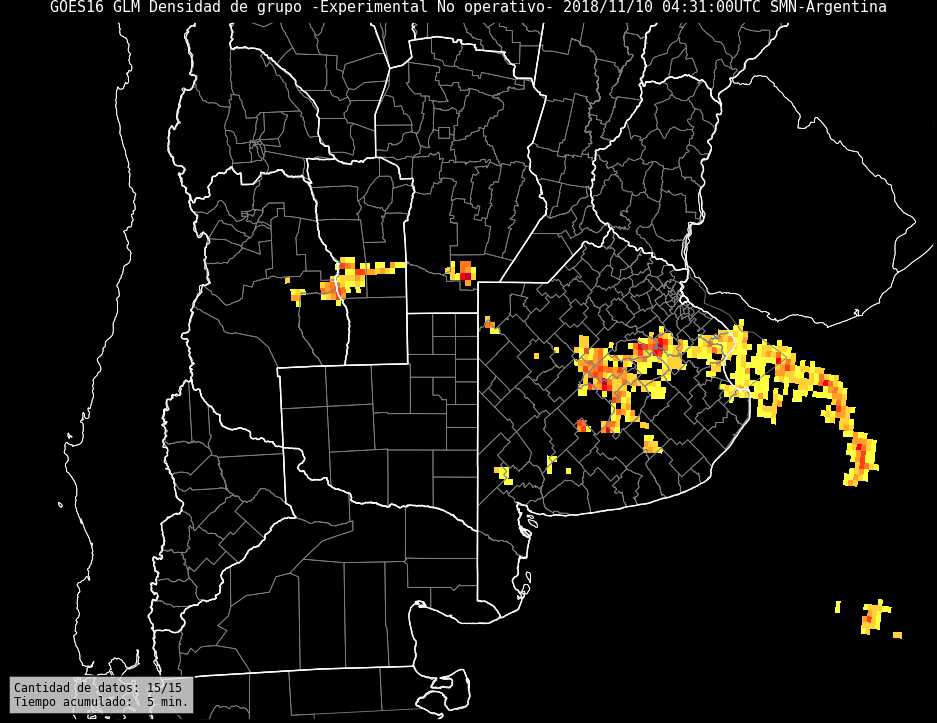 GOES16 GLM Densidad de grupo -Experimental No operativo- 2018/11/10 04:31:00UTC SMN-Argentina
Cantidad de datos: 15/15
Tiempo acumulado:  5 min.